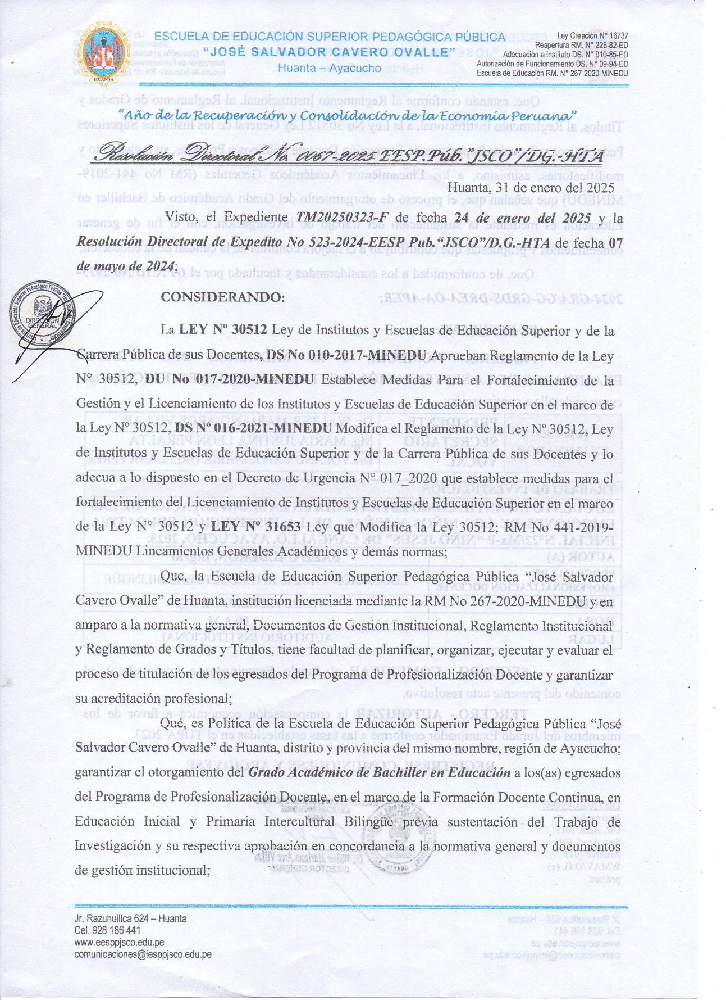 ESCUELA DE EDUCACIÓN SUPERIOR PEDAGÓGICA PÚBLICA
“JOSÉ SALVADOR CAVERO OVALLE”
Huanta – Ayacucho
Ley Creación N° 16737
Reapertura RM. N° 228-82-ED
Adecuación a Instituto DS. N° 010-85-ED
Autorización de Funcionamiento DS. N° 09-94-ED
Escuela de Educación RM. N° 267-2020-MINEDU
JSCO
HUANTA
“Año de la Recuperación y Consolidación de la Economía Peruana”
Resolución Directoral No. 0067-2025 EESP.Púb.”JSCO”/DG.-HTA
Huanta, 31 de enero del 2025
Visto, el Expediente TM20250323-F de fecha 24 de enero del 2025 y la
Resolución Directoral de Expedito No 523-2024-EESP Pub.“JSCO”/D.G.-HTA de fecha 07
de mayo de 2024;
DIRECCIÓN
GENERAL
CONSIDERANDO:
La LEY Nº 30512 Ley de Institutos y Escuelas de Educación Superior y de la
Carrera Pública de sus Docentes, DS No 010-2017-MINEDU Aprueban Reglamento de la Ley
N° 30512, DU No 017-2020-MINEDU Establece Medidas Para el Fortalecimiento de la
Gestión y el Licenciamiento de los Institutos y Escuelas de Educación Superior en el marco de
la Ley Nº 30512, DS Nº 016-2021-MINEDU Modifica el Reglamento de la Ley Nº 30512, Ley
de Institutos y Escuelas de Educación Superior y de la Carrera Pública de sus Docentes y lo
adecua a lo dispuesto en el Decreto de Urgencia N° 017_2020 que establece medidas para el
fortalecimiento del Licenciamiento de Institutos y Escuelas de Educación Superior en el marco
de la Ley N° 30512 y LEY Nº 31653 Ley que Modifica la Ley 30512; RM No 441-2019-
MINEDU Lineamientos Generales Académicos y demás normas;
Que, la Escuela de Educación Superior Pedagógica Pública “José Salvador
Cavero Ovalle” de Huanta, institución licenciada mediante la RM No 267-2020-MINEDU y en
amparo a la normativa general, Documentos de Gestión Institucional, Reglamento Institucional
y Reglamento de Grados y Títulos, tiene facultad de planificar, organizar, ejecutar y evaluar el
proceso de titulación de los egresados del Programa de Profesionalización Docente y garantizar
su acreditación profesional;
Qué, es Política de la Escuela de Educación Superior Pedagógica Pública “José
Salvador Cavero Ovalle” de Huanta, distrito y provincia del mismo nombre, región de Ayacucho;
garantizar el otorgamiento del Grado Académico de Bachiller en Educación a los(as) egresados
del Programa de Profesionalización Docente, en el marco de la Formación Docente Continua, en
Educación Inicial y Primaria Intercultural Bilingüe previa sustentación del Trabajo de
Investigación y su respectiva aprobación en concordancia a la normativa general y documentos
de gestión institucional;
Jr. Razuhuillca 624 – Huanta
Cel. 928 186 441
www.eesppjsco.edu.pe
comunicaciones@iesppjsco.edu.pe